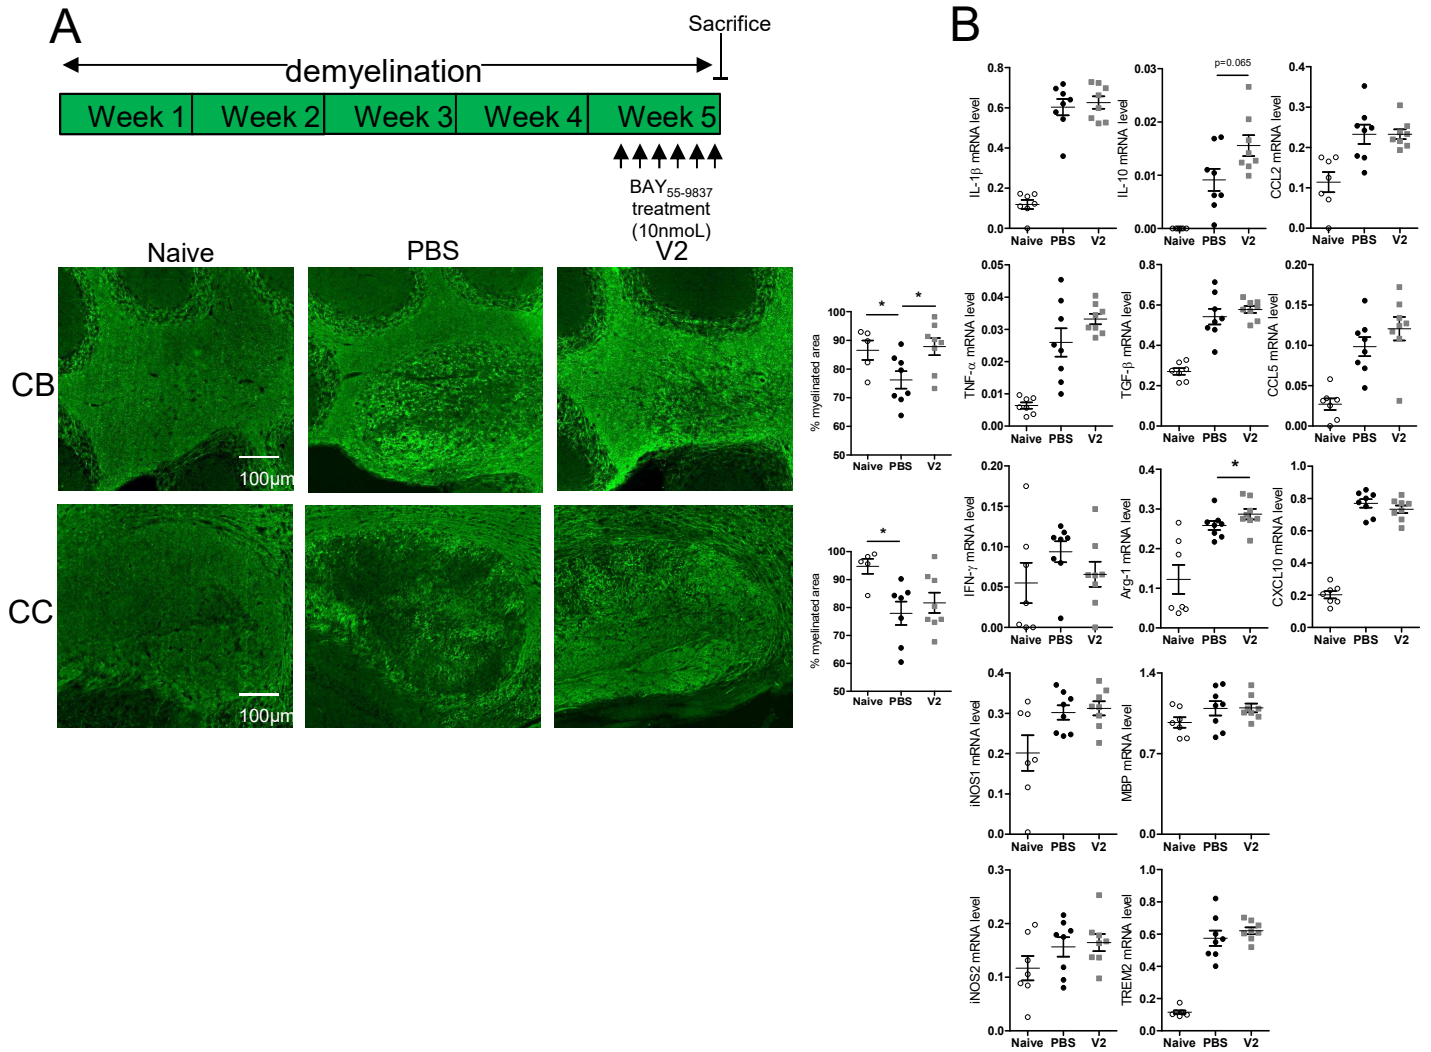 A
Sacrifice
demyelination
Week 1
Week 2
Week 3
Week 4
Week 5
BAY55-9837
treatment
(10nmoL)
Naive
PBS
V2
CB
100µm
CC
100µm
% myelinated area
100
90
80
70
60
50
*
*
Naive
PBS
V2
% myelinated area
100
90
80
70
60
50
*
Naive
PBS
V2
B
IL-1β mRNA level
0.8
0.6
0.4
0.2
0.0
Naive
PBS
V2
IL-10 mRNA level
0.03
0.02
0.01
0.00
p=0.065
Naive
PBS
V2
CCL2 mRNA level
0.4
0.3
0.2
0.1
0.0
Naive
PBS
V2
TNF-α mRNA level
0.05
0.04
0.03
0.02
0.01
0.00
Naive
PBS
V2
TGF-β mRNA level
0.8
0.6
0.4
0.2
0.0
Naive
PBS
V2
CCL5 mRNA level
0.20
0.15
0.10
0.05
0.00
Naive
PBS
V2
IFN-γ mRNA level
0.20
0.15
0.10
0.05
0.00
Naive
PBS
V2
Arg-1 mRNA level
0.4
0.3
0.2
0.1
0.0
*
Naive
PBS
V2
CXCL10 mRNA level
1.0
0.8
0.6
0.4
0.2
0.0
Naive
PBS
V2
iNOS1 mRNA level
0.4
0.3
0.2
0.1
0.0
Naive
PBS
V2
MBP mRNA level
1.4
0.7
0.0
Naive
PBS
V2
iNOS2 mRNA level
0.3
0.2
0.1
0.0
Naive
PBS
V2
TREM2 mRNA level
1.0
0.8
0.6
0.4
0.2
0.0
Naive
PBS
V2